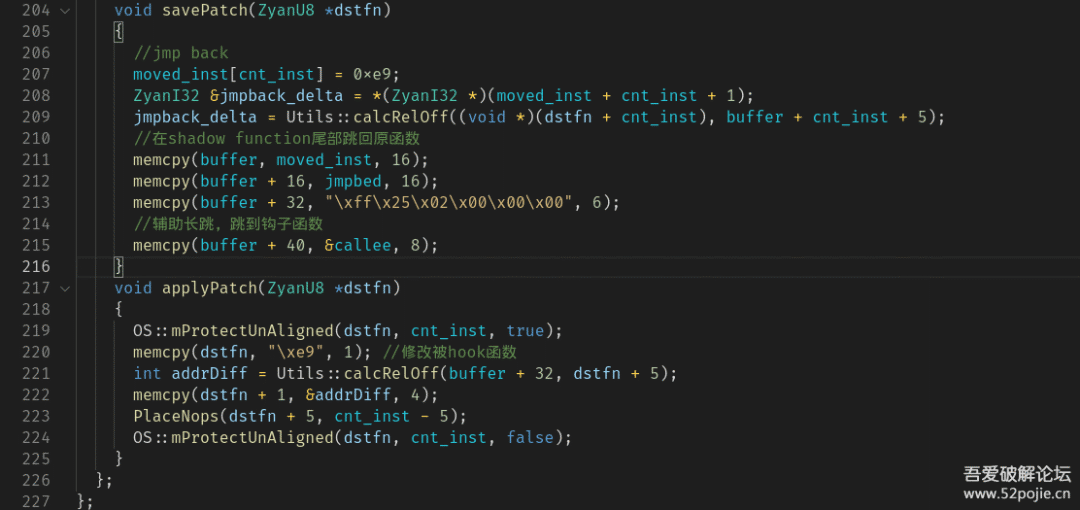 204 void savePatch(ZyanU8 *dstfn)
205 {
206 //jmp back
207 moved_inst[cnt_inst] = 0xe9;
208 ZyanI32 &jmpback_delta = *(ZyanI32 *)(moved_inst + cnt_inst + 1);
209 jmpback_delta = Utils::calcRelOff((void *)(dstfn + cnt_inst), buffer + cnt_inst + 5);
210 //在shadow function尾部跳回原函数
211 memcpy(buffer, moved_inst, 16);
212 memcpy(buffer + 16, jmpbed, 16);
213 memcpy(buffer + 32, "\xff\x25\x02\x00\x00\x00", 6);
214 //辅助长跳，跳到钩子函数
215 memcpy(buffer + 40, &callee, 8);
216 }
217 void applyPatch(ZyanU8 *dstfn)
218 {
219 OS::mProtectUnAligned(dstfn, cnt_inst, true);
220 memcpy(dstfn, "\xe9", 1); //修改被hook函数
221 int addrDiff = Utils::calcRelOff(buffer + 32, dstfn + 5);
222 memcpy(dstfn + 1, &addrDiff, 4);
223 PlaceNops(dstfn + 5, cnt_inst - 5);
224 OS::mProtectUnAligned(dstfn, cnt_inst, false);
225 }
226 };
227 };
吾爱破解论坛
www.52pojie.cn